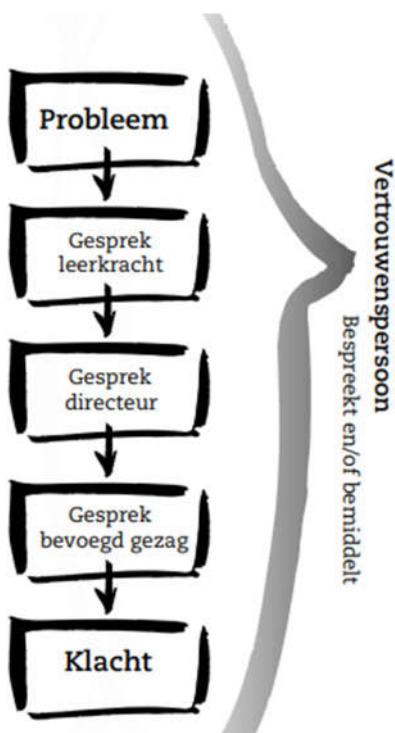 Probleem
Gesprek
leerkracht
Gesprek
directeur
Gesprek
bevoegd gezag
Klacht
Vertrouwenspersoon
Bespreekt en/of bemiddelt